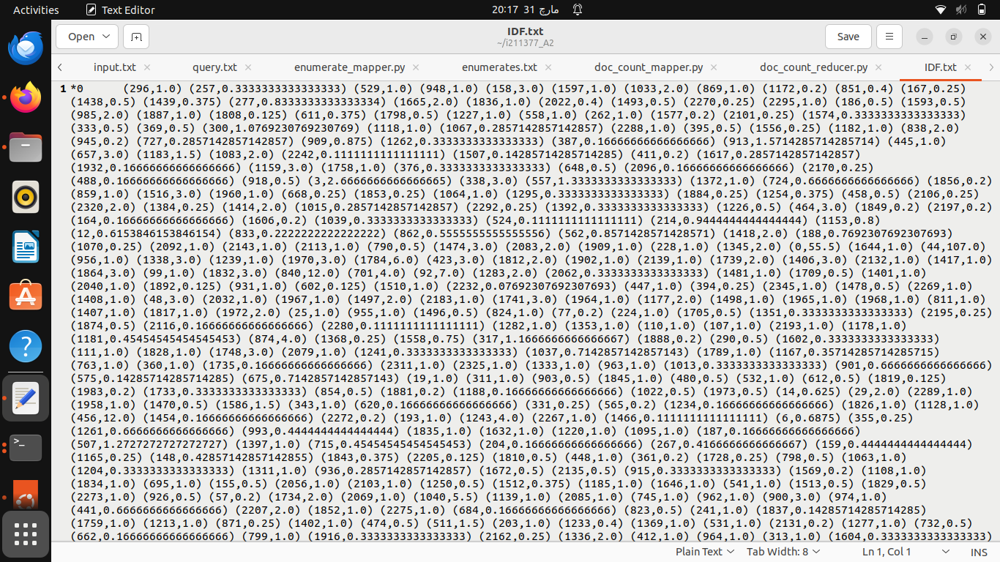 Activities Text Editor 20:17 31 مارچ
Open IDF.txt Save
~/i211377_A2
input.txt query.txt enumerate_mapper.py enumerates.txt doc_count_mapper.py doc_count_reducer.py IDF.txt
1 *0 (296,1.0) (257,0.3333333333333333) (529,1.0) (948,1.0) (158,3.0) (1597,1.0) (1033,2.0) (869,1.0) (1172,0.2) (851,0.4) (167,0.25)
(1438,0.5) (1439,0.375) (277,0.8333333333333334) (1665,2.0) (1836,1.0) (2022,0.4) (1493,0.5) (2270,0.25) (2295,1.0) (186,0.5) (1593,0.5)
(985,2.0) (1887,1.0) (1808,0.125) (611,0.375) (1798,0.5) (1227,1.0) (558,1.0) (262,1.0) (1577,0.2) (2101,0.25) (1574,0.3333333333333333)
(333,0.5) (369,0.5) (300,1.0769230769230769) (1118,1.0) (1067,0.2857142857142857) (2288,1.0) (395,0.5) (1556,0.25) (1182,1.0) (838,2.0)
(945,0.2) (727,0.2857142857142857) (909,0.875) (1262,0.3333333333333333) (387,0.16666666666666666) (913,1.5714285714285714) (445,1.0)
(657,3.0) (1183,1.5) (1083,2.0) (2242,0.1111111111111111) (1507,0.14285714285714285) (411,0.2) (1617,0.2857142857142857)
(1932,0.16666666666666666) (1159,3.0) (1758,1.0) (376,0.3333333333333333) (648,0.5) (2096,0.16666666666666666) (2170,0.25)
(488,0.16666666666666666) (918,0.5) (3,2.6666666666666665) (338,3.0) (557,1.3333333333333333) (1372,1.0) (724,0.6666666666666666) (1856,0.2)
(859,1.0) (1516,3.0) (1960,1.0) (668,0.25) (1853,0.25) (1064,1.0) (1295,0.3333333333333333) (1884,0.25) (1254,0.375) (458,0.5) (2106,0.25)
(2320,2.0) (1384,0.25) (1414,2.0) (1015,0.2857142857142857) (2292,0.25) (1392,0.3333333333333333) (1226,0.5) (464,3.0) (1849,0.2) (2197,0.2)
(164,0.16666666666666666) (1606,0.2) (1039,0.3333333333333333) (524,0.1111111111111111) (214,0.9444444444444444) (1153,0.8)
(12,0.6153846153846154) (833,0.2222222222222222) (862,0.5555555555555556) (562,0.8571428571428571) (1418,2.0) (188,0.7692307692307693)
(1070,0.25) (2092,1.0) (2143,1.0) (2113,1.0) (790,0.5) (1474,3.0) (2083,2.0) (1909,1.0) (228,1.0) (1345,2.0) (0,55.5) (1644,1.0) (44,107.0)
(956,1.0) (1338,3.0) (1239,1.0) (1970,3.0) (1784,6.0) (423,3.0) (1812,2.0) (1902,1.0) (2139,1.0) (1739,2.0) (1406,3.0) (2132,1.0) (1417,1.0)
(1864,3.0) (99,1.0) (1832,3.0) (840,12.0) (701,4.0) (92,7.0) (1283,2.0) (2062,0.3333333333333333) (1481,1.0) (1709,0.5) (1401,1.0)
(2040,1.0) (1892,0.125) (931,1.0) (602,0.125) (1510,1.0) (2232,0.07692307692307693) (447,1.0) (394,0.25) (2345,1.0) (1478,0.5) (2269,1.0)
(1408,1.0) (48,3.0) (2032,1.0) (1967,1.0) (1497,2.0) (2183,1.0) (1741,3.0) (1964,1.0) (1177,2.0) (1498,1.0) (1965,1.0) (1968,1.0) (811,1.0)
(1407,1.0) (1817,1.0) (1972,2.0) (25,1.0) (955,1.0) (1496,0.5) (824,1.0) (77,0.2) (224,1.0) (1705,0.5) (1351,0.3333333333333333) (2195,0.25)
(1874,0.5) (2116,0.16666666666666666) (2280,0.1111111111111111) (1282,1.0) (1353,1.0) (110,1.0) (107,1.0) (2193,1.0) (1178,1.0)
(1181,0.45454545454545453) (874,4.0) (1368,0.25) (1558,0.75) (317,1.1666666666666667) (1888,0.2) (290,0.5) (1602,0.3333333333333333)
(111,1.0) (1828,1.0) (1748,3.0) (2079,1.0) (1241,0.3333333333333333) (1037,0.7142857142857143) (1789,1.0) (1167,0.35714285714285715)
(763,1.0) (360,1.0) (1735,0.16666666666666666) (2311,1.0) (2325,1.0) (1333,1.0) (963,1.0) (1013,0.3333333333333333) (901,0.6666666666666666)
(575,0.14285714285714285) (675,0.7142857142857143) (19,1.0) (311,1.0) (903,0.5) (1845,1.0) (480,0.5) (532,1.0) (612,0.5) (1819,0.125)
(1983,0.2) (1733,0.3333333333333333) (854,0.5) (1881,0.2) (1188,0.16666666666666666) (1022,0.5) (1973,0.5) (14,0.625) (29,2.0) (2289,1.0)
(1958,1.0) (1470,0.5) (1586,1.5) (343,1.0) (620,0.16666666666666666) (331,0.25) (565,0.2) (1234,0.16666666666666666) (1826,1.0) (1128,1.0)
(456,12.0) (1454,0.16666666666666666) (2272,0.2) (193,1.0) (1243,4.0) (2267,1.0) (1466,0.1111111111111111) (6,0.6875) (355,0.25)
(1261,0.6666666666666666) (993,0.4444444444444444) (1835,1.0) (1632,1.0) (1220,1.0) (1095,1.0) (187,0.16666666666666666)
(507,1.2727272727272727) (1397,1.0) (715,0.45454545454545453) (204,0.16666666666666666) (267,0.4166666666666667) (159,0.4444444444444444)
(1165,0.25) (148,0.42857142857142855) (1843,0.375) (2205,0.125) (1810,0.5) (448,1.0) (361,0.2) (1728,0.25) (798,0.5) (1063,1.0)
(1204,0.3333333333333333) (1311,1.0) (936,0.2857142857142857) (1672,0.5) (2135,0.5) (915,0.3333333333333333) (1569,0.2) (1108,1.0)
(1834,1.0) (695,1.0) (155,0.5) (2056,1.0) (2103,1.0) (1250,0.5) (1512,0.375) (1185,1.0) (1646,1.0) (541,1.0) (1513,0.5) (1829,0.5)
(2273,1.0) (926,0.5) (57,0.2) (1734,2.0) (2069,1.0) (1040,5.5) (1139,1.0) (2085,1.0) (745,1.0) (962,1.0) (900,3.0) (974,1.0)
(441,0.6666666666666666) (2207,2.0) (1852,1.0) (2275,1.0) (684,0.16666666666666666) (823,0.5) (241,1.0) (1837,0.14285714285714285)
(1759,1.0) (1213,1.0) (871,0.25) (1402,1.0) (474,0.5) (511,1.5) (203,1.0) (1233,0.4) (1369,1.0) (531,1.0) (2131,0.2) (1277,1.0) (732,0.5)
(662,0.16666666666666666) (799,1.0) (1916,0.3333333333333333) (2162,0.25) (1336,2.0) (412,1.0) (964,1.0) (313,1.0) (1604,0.3333333333333333)
Plain Text Tab Width: 8 Ln 1, Col 1 INS